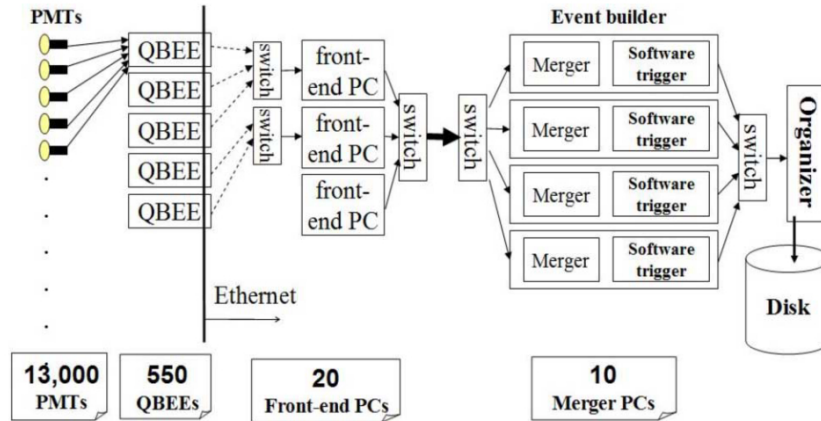 PMTs
Event builder
QBEE
QBEE
QBEE
QBEE
QBEE
switch
switch
front-
end PC
front-
end PC
front-
end PC
switch
switch
Merger
Software
trigger
Merger
Software
trigger
Merger
Software
trigger
Merger
Software
trigger
switch
Organizer
Disk
Ethernet
13,000
PMTs
550
QBEEs
20
Front-end PCs
10
Merger PCs